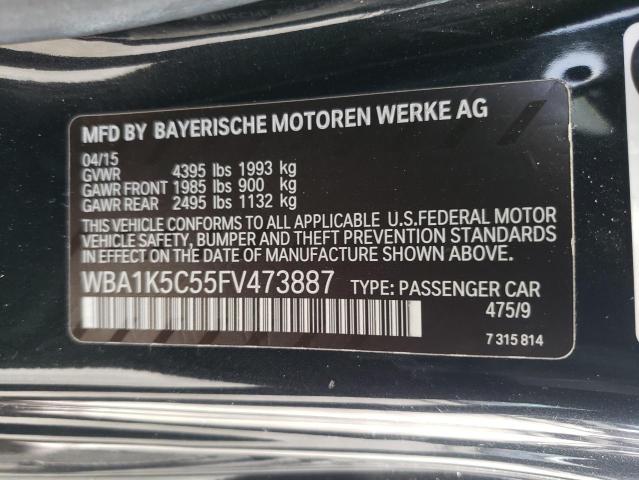 MFD BY BAYERISCHE MOTOREN WERKE AG
04/15
GVWR 4395 lbs 1993 kg
GAWR FRONT 1985 lbs 900 kg
GAWR REAR 2495 lbs 1132 kg
THIS VEHICLE CONFORMS TO ALL APPLICABLE U.S.FEDERAL MOTOR
VEHICLE SAFETY, BUMPER AND THEFT PREVENTION STANDARDS
IN EFFECT ON THE DATE OF MANUFACTURE SHOWN ABOVE.
WBA1K5C55FV473887 TYPE: PASSENGER CAR
475/9
7 315 814